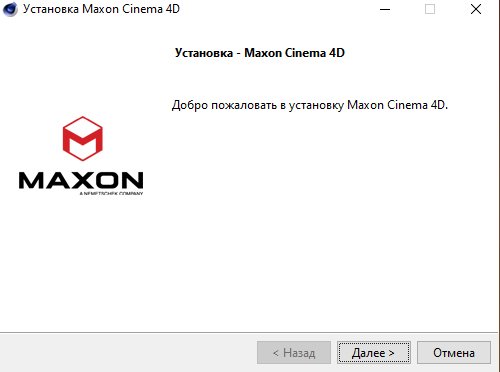 Установка Maxon Cinema 4D
Установка - Maxon Cinema 4D
Добро пожаловать в установку Maxon Cinema 4D.
MAXON
A NEMETSCHEK COMPANY
< Назад
Далее >
Отмена